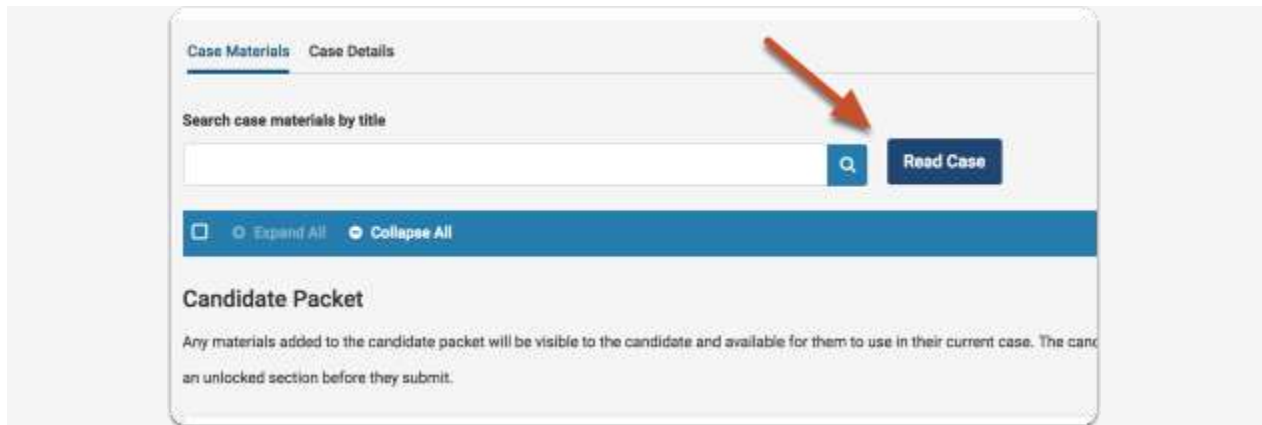 Case Materials Case Details
Search case materials by title
Read Case
Expand All Collapse All
Candidate Packet
Any materials added to the candidate packet will be visible to the candidate and available for them to use in their current case. The canc
an unlocked section before they submit.